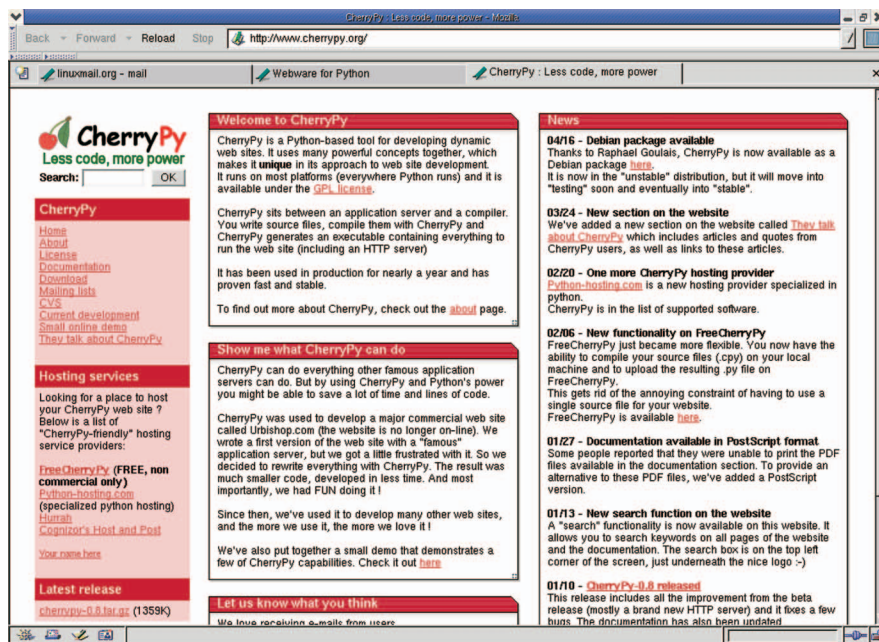 CherryPy : Less code, more power - Mozilla
Back Forward Reload Stop http://www.cherrypy.org/
linuxmail.org - mail
Webware for Python
CherryPy : Less code, more power
CherryPy
Less code, more power
Search: OK
CherryPy
Home
About
License
Documentation
Download
Mailing lists
CVS
Current development
Small online demo
They talk about CherryPy
Hosting services
Looking for a place to host
your CherryPy web site ?
Below is a list of
"CherryPy-friendly" hosting
service providers:
FreeCherryPy (FREE, non
commercial only)
Python-hosting.com
(specialized python hosting)
Hurrah
Cognizor's Host and Post
Your name here
Latest release
cherrypy-0.8.tar.gz (1359K)
Welcome to CherryPy
CherryPy is a Python-based tool for developing dynamic
web sites. It uses many powerful concepts together, which
makes it unique in its approach to web site development.
It runs on most platforms (everywhere Python runs) and it is
available under the GPL license.
CherryPy sits between an application server and a compiler.
You write source files, compile them with CherryPy and
CherryPy generates an executable containing everything to
run the web site (including an HTTP server)
It has been used in production for nearly a year and has
proven fast and stable.
To find out more about CherryPy, check out the about page.
Show me what CherryPy can do
CherryPy can do everything other famous application
servers can do. But by using CherryPy and Python's power
you might be able to save a lot of time and lines of code.
CherryPy was used to develop a major commercial web site
called Urbishop.com (the website is no longer on-line). We
wrote a first version of the web site with a "famous"
application server, but we got a little frustrated with it. So we
decided to rewrite everything with CherryPy. The result was
much smaller code, developed in less time. And most
importantly, we had FUN doing it !
Since then, we've used it to develop many other web sites,
and the more we use it, the more we love it !
We've also put together a small demo that demonstrates a
few of CherryPy capabilities. Check it out here
Let us know what you think
We love receiving e-mails from users
News
04/16 - Debian package available
Thanks to Raphael Goulais, CherryPy is now available as a
Debian package here.
It is now in the "unstable" distribution, but it will move into
"testing" soon and eventually into "stable".
03/24 - New section on the website
We've added a new section on the website called They talk
about CherryPy which includes articles and quotes from
CherryPy users, as well as links to these articles.
02/20 - One more CherryPy hosting provider
Python-hosting.com is a new hosting provider specialized in
python.
CherryPy is in the list of supported software.
02/06 - New functionality on FreeCherryPy
FreeCherryPy just became more flexible. You now have the
ability to compile your source files (.cpy) on your local
machine and to upload the resulting .py file on
FreeCherryPy.
This gets rid of the annoying constraint of having to use a
single source file for your website.
FreeCherryPy is available here.
01/27 - Documentation available in PostScript format
Some people reported that they were unable to print the PDF
files available in the documentation section. To provide an
alternative to these PDF files, we've added a PostScript
version.
01/13 - New search function on the website
A "search" functionality is now available on this website. It
allows you to search keywords on all pages of the website
and the documentation. The search box is on the top left
corner of the screen, just underneath the nice logo :-)
01/10 - CherryPy-0.8 released
This release includes all the improvement from the beta
release (mostly a brand new HTTP server) and it fixes a few
bugs. The documentation has also been updated